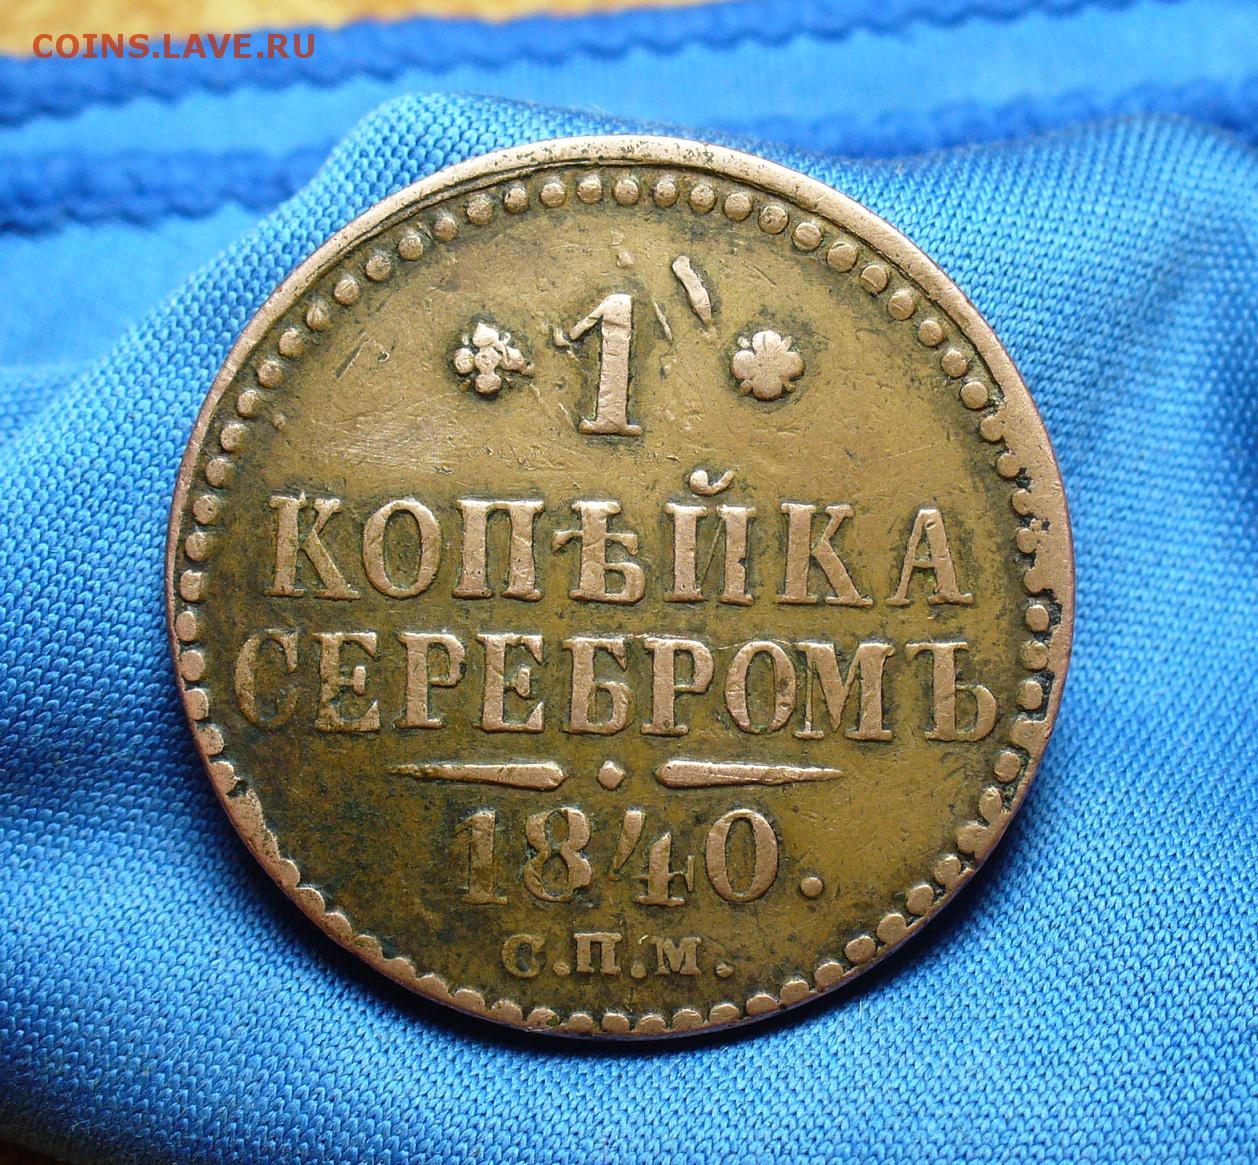 COINS.LAVE.RU
1
КОПѢЙКА
СЕРЕБРОМЪ
1840.
С.П.М.